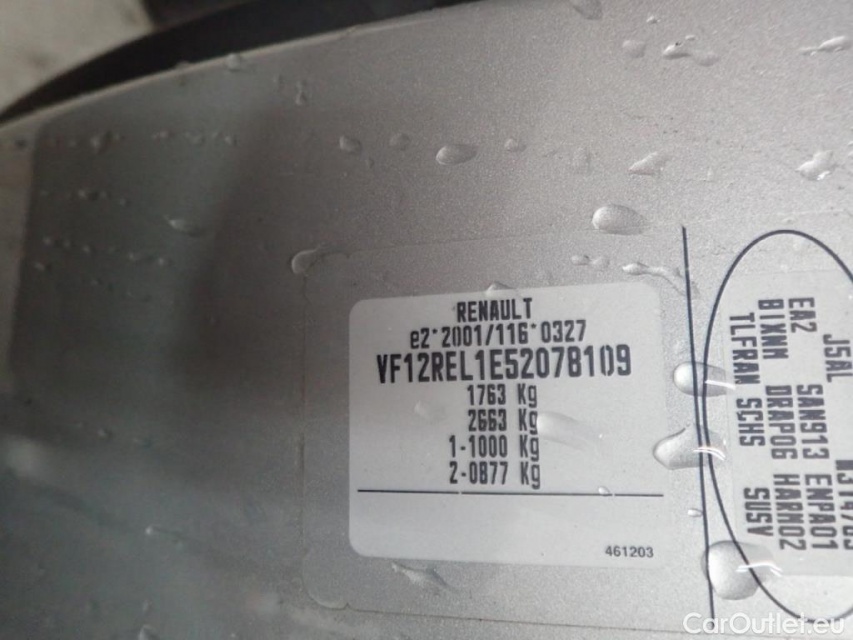 RENAULT
e2*2001/116*0327
VF12REL1E52078109
1763 Kg
2663 Kg
1-1000 Kg
2-0877 Kg
461203
J5AL
EA2 SAN913 ENPA01
BIXNM DRAP06 HARN02
TLFRAN SCHS SUSV
CarOutlet.eu